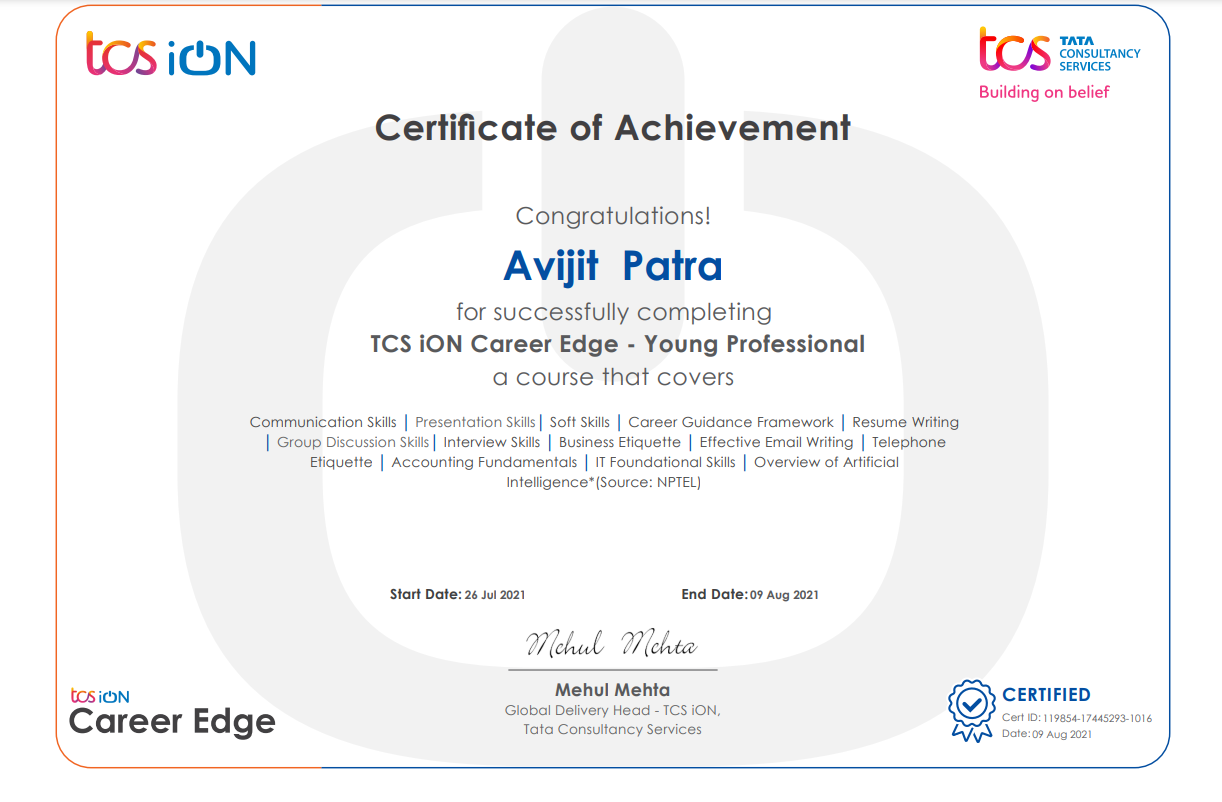 tcs iON
tcs TATA
CONSULTANCY
SERVICES
Building on belief
Certificate of Achievement
Congratulations!
Avijit Patra
for successfully completing
TCS iON Career Edge - Young Professional
a course that covers
Communication Skills | Presentation Skills | Soft Skills | Career Guidance Framework | Resume Writing
| Group Discussion Skills | Interview Skills | Business Etiquette | Effective Email Writing | Telephone
Etiquette | Accounting Fundamentals | IT Foundational Skills | Overview of Artificial
Intelligence*(Source: NPTEL)
Start Date: 26 Jul 2021 End Date: 09 Aug 2021
Mehul Mehta
Mehul Mehta
Global Delivery Head - TCS iON,
Tata Consultancy Services
tcs iON
Career Edge
CERTIFIED
Cert ID: 119854-17445293-1016
Date: 09 Aug 2021